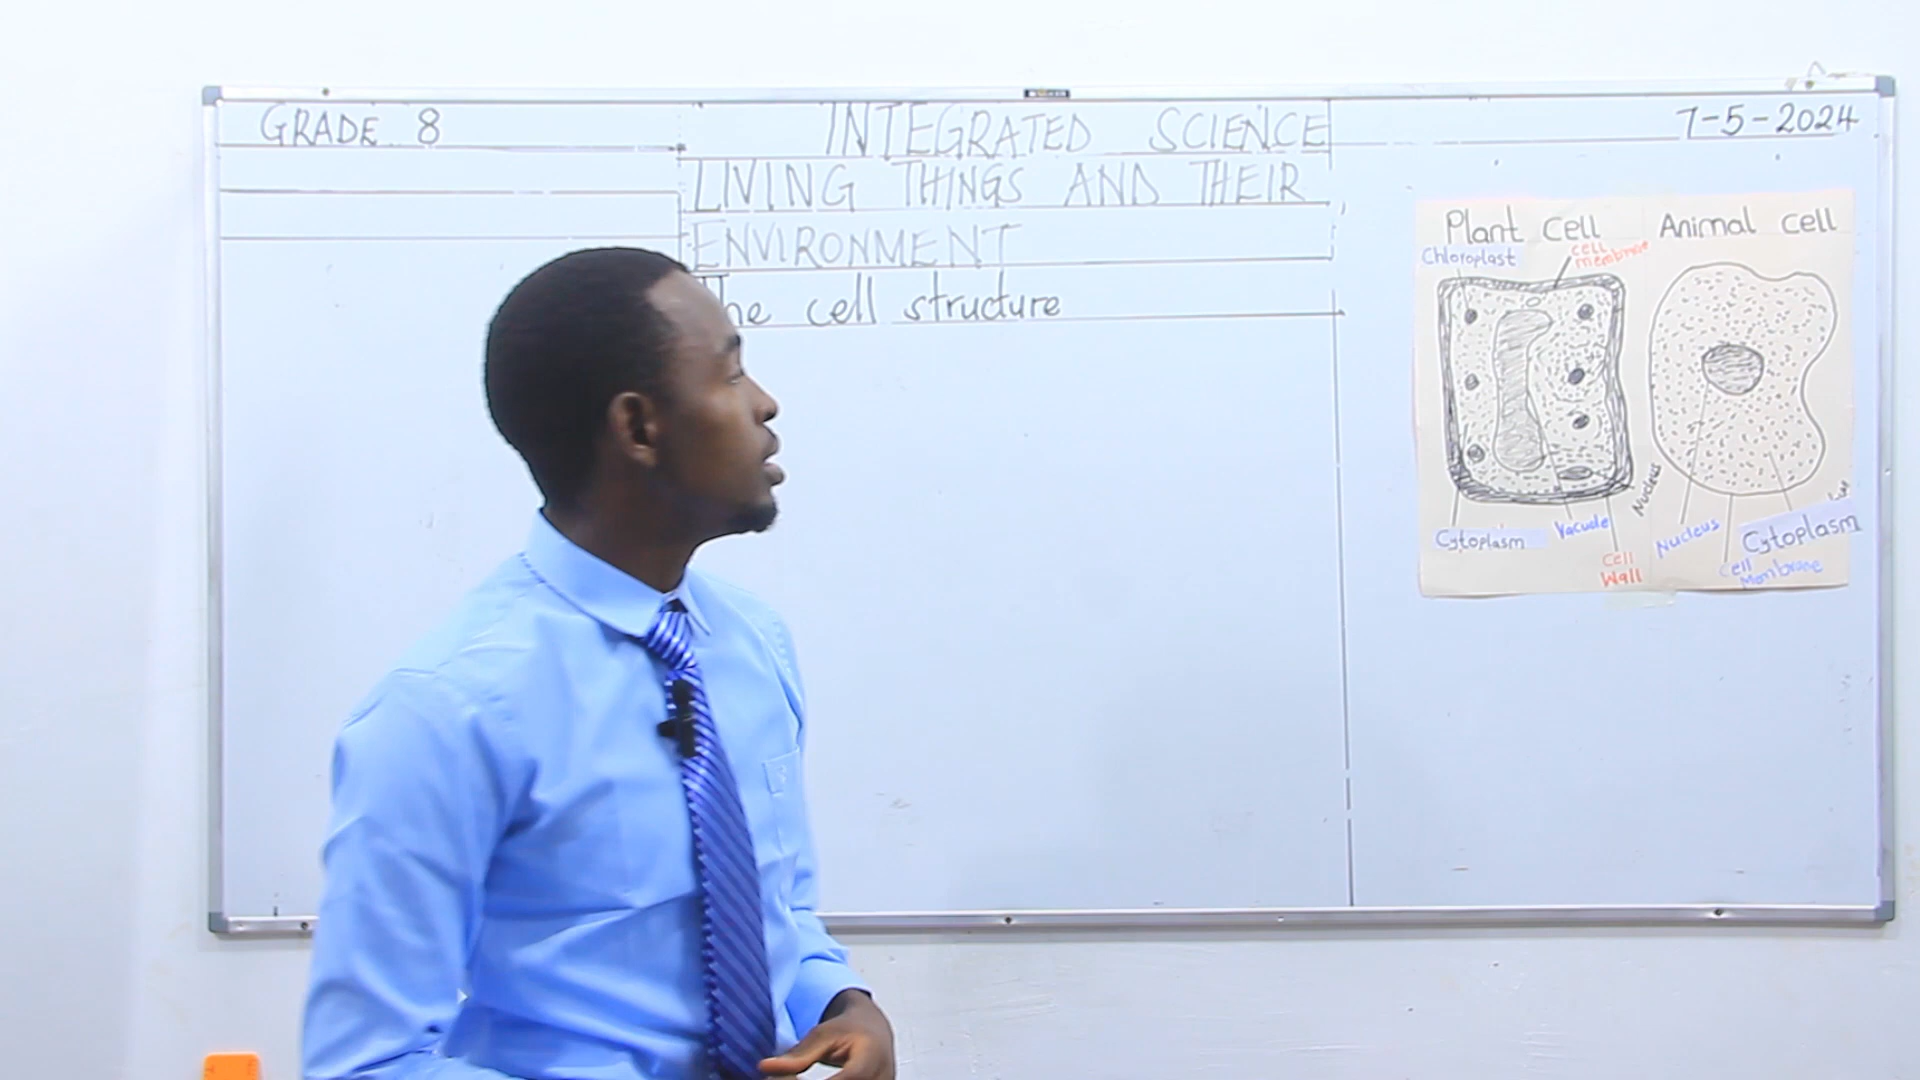 GRADE 8
INTEGRATED SCIENCE
7-5-2024
LIVING THINGS AND THEIR
ENVIRONMENT
The cell structure
Plant cell
Animal cell
Chloroplast
cell
membrane
Nucleus
Cytoplasm
Vacuole
Cell
Wall
Nucleus
Cytoplasm
Cell
Membrane